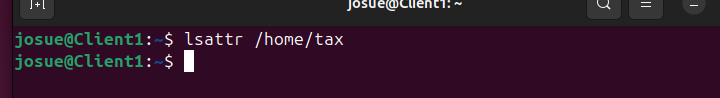 josue@Client1: ~
josue@Client1:~$ lsattr /home/tax
josue@Client1:~$